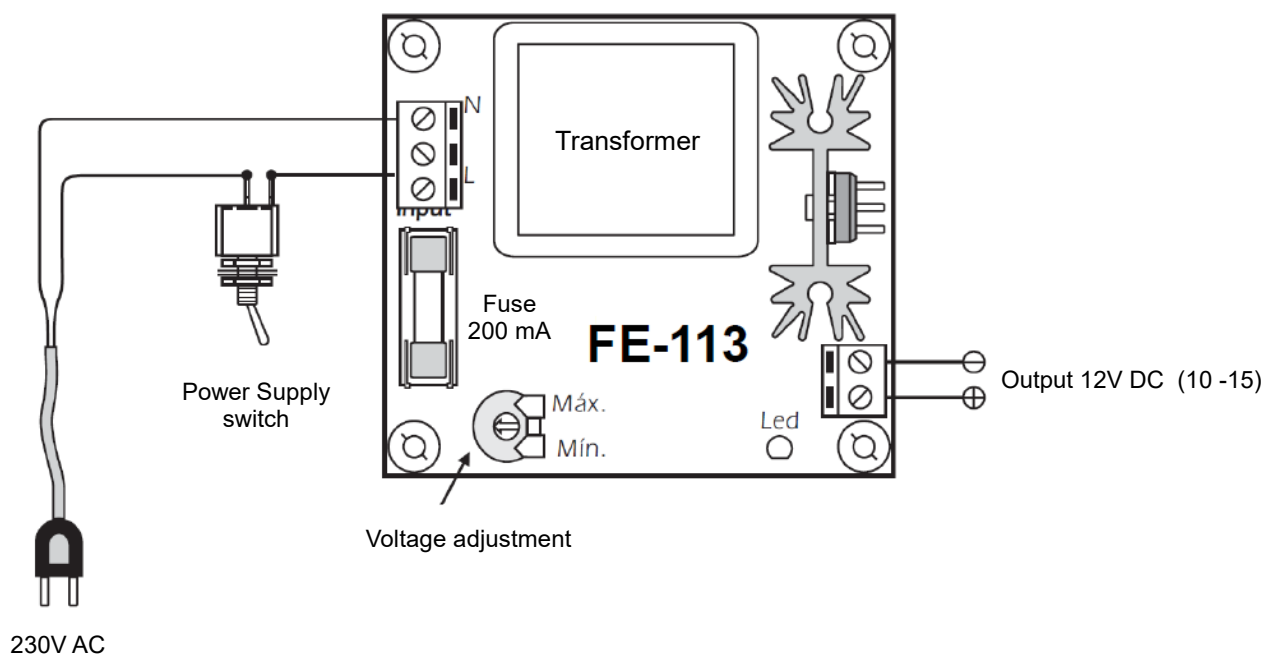 N
Transformer
L
Input
Fuse
200 mA
FE-113
Power Supply
switch
Output 12V DC (10 -15)
Máx.
Led
Mín.
Voltage adjustment
230V AC